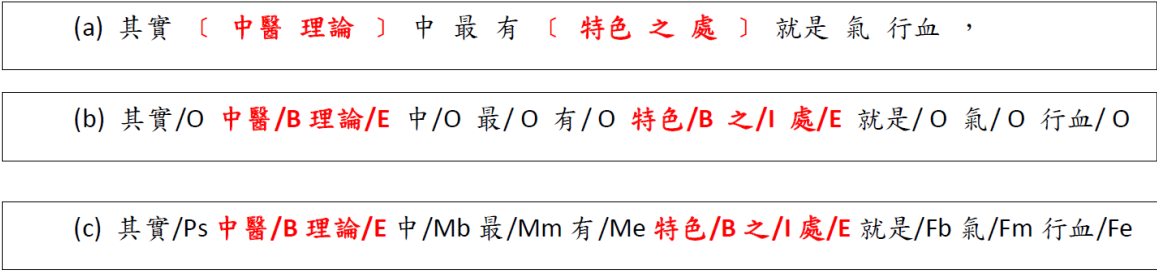 (a) 其實 〔 中醫 理論 〕 中 最 有 〔 特色 之 處 〕 就是 氣 行血 ，
(b) 其實/O 中醫/B 理論/E 中/O 最/ O 有/ O 特色/B 之/I 處/E 就是/ O 氣/ O 行血/ O
(c) 其實/Ps 中醫/B 理論/E 中/Mb 最/Mm 有/Me 特色/B 之/I 處/E 就是/Fb 氣/Fm 行血/Fe